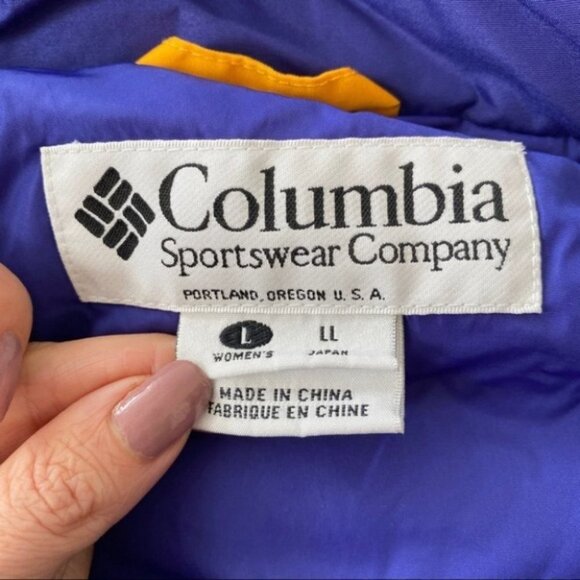 Columbia
Sportswear Company
PORTLAND, OREGON U.S.A.
L LL
WOMEN'S JAPAN
MADE IN CHINA
FABRIQUE EN CHINE